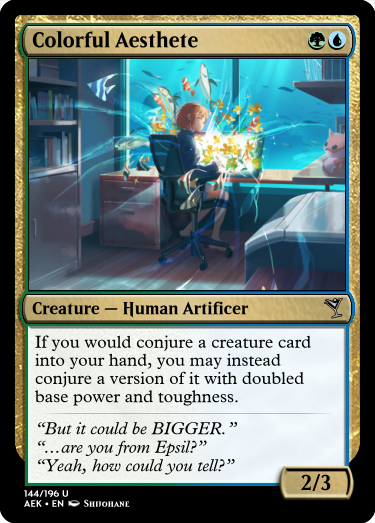 Colorful Aesthete
Creature — Human Artificer
If you would conjure a creature card
into your hand, you may instead
conjure a version of it with doubled
base power and toughness.
“But it could be BIGGER.”
“…are you from Epsil?”
“Yeah, how could you tell?”
2/3
144/196 U
AEK • EN Shitohane